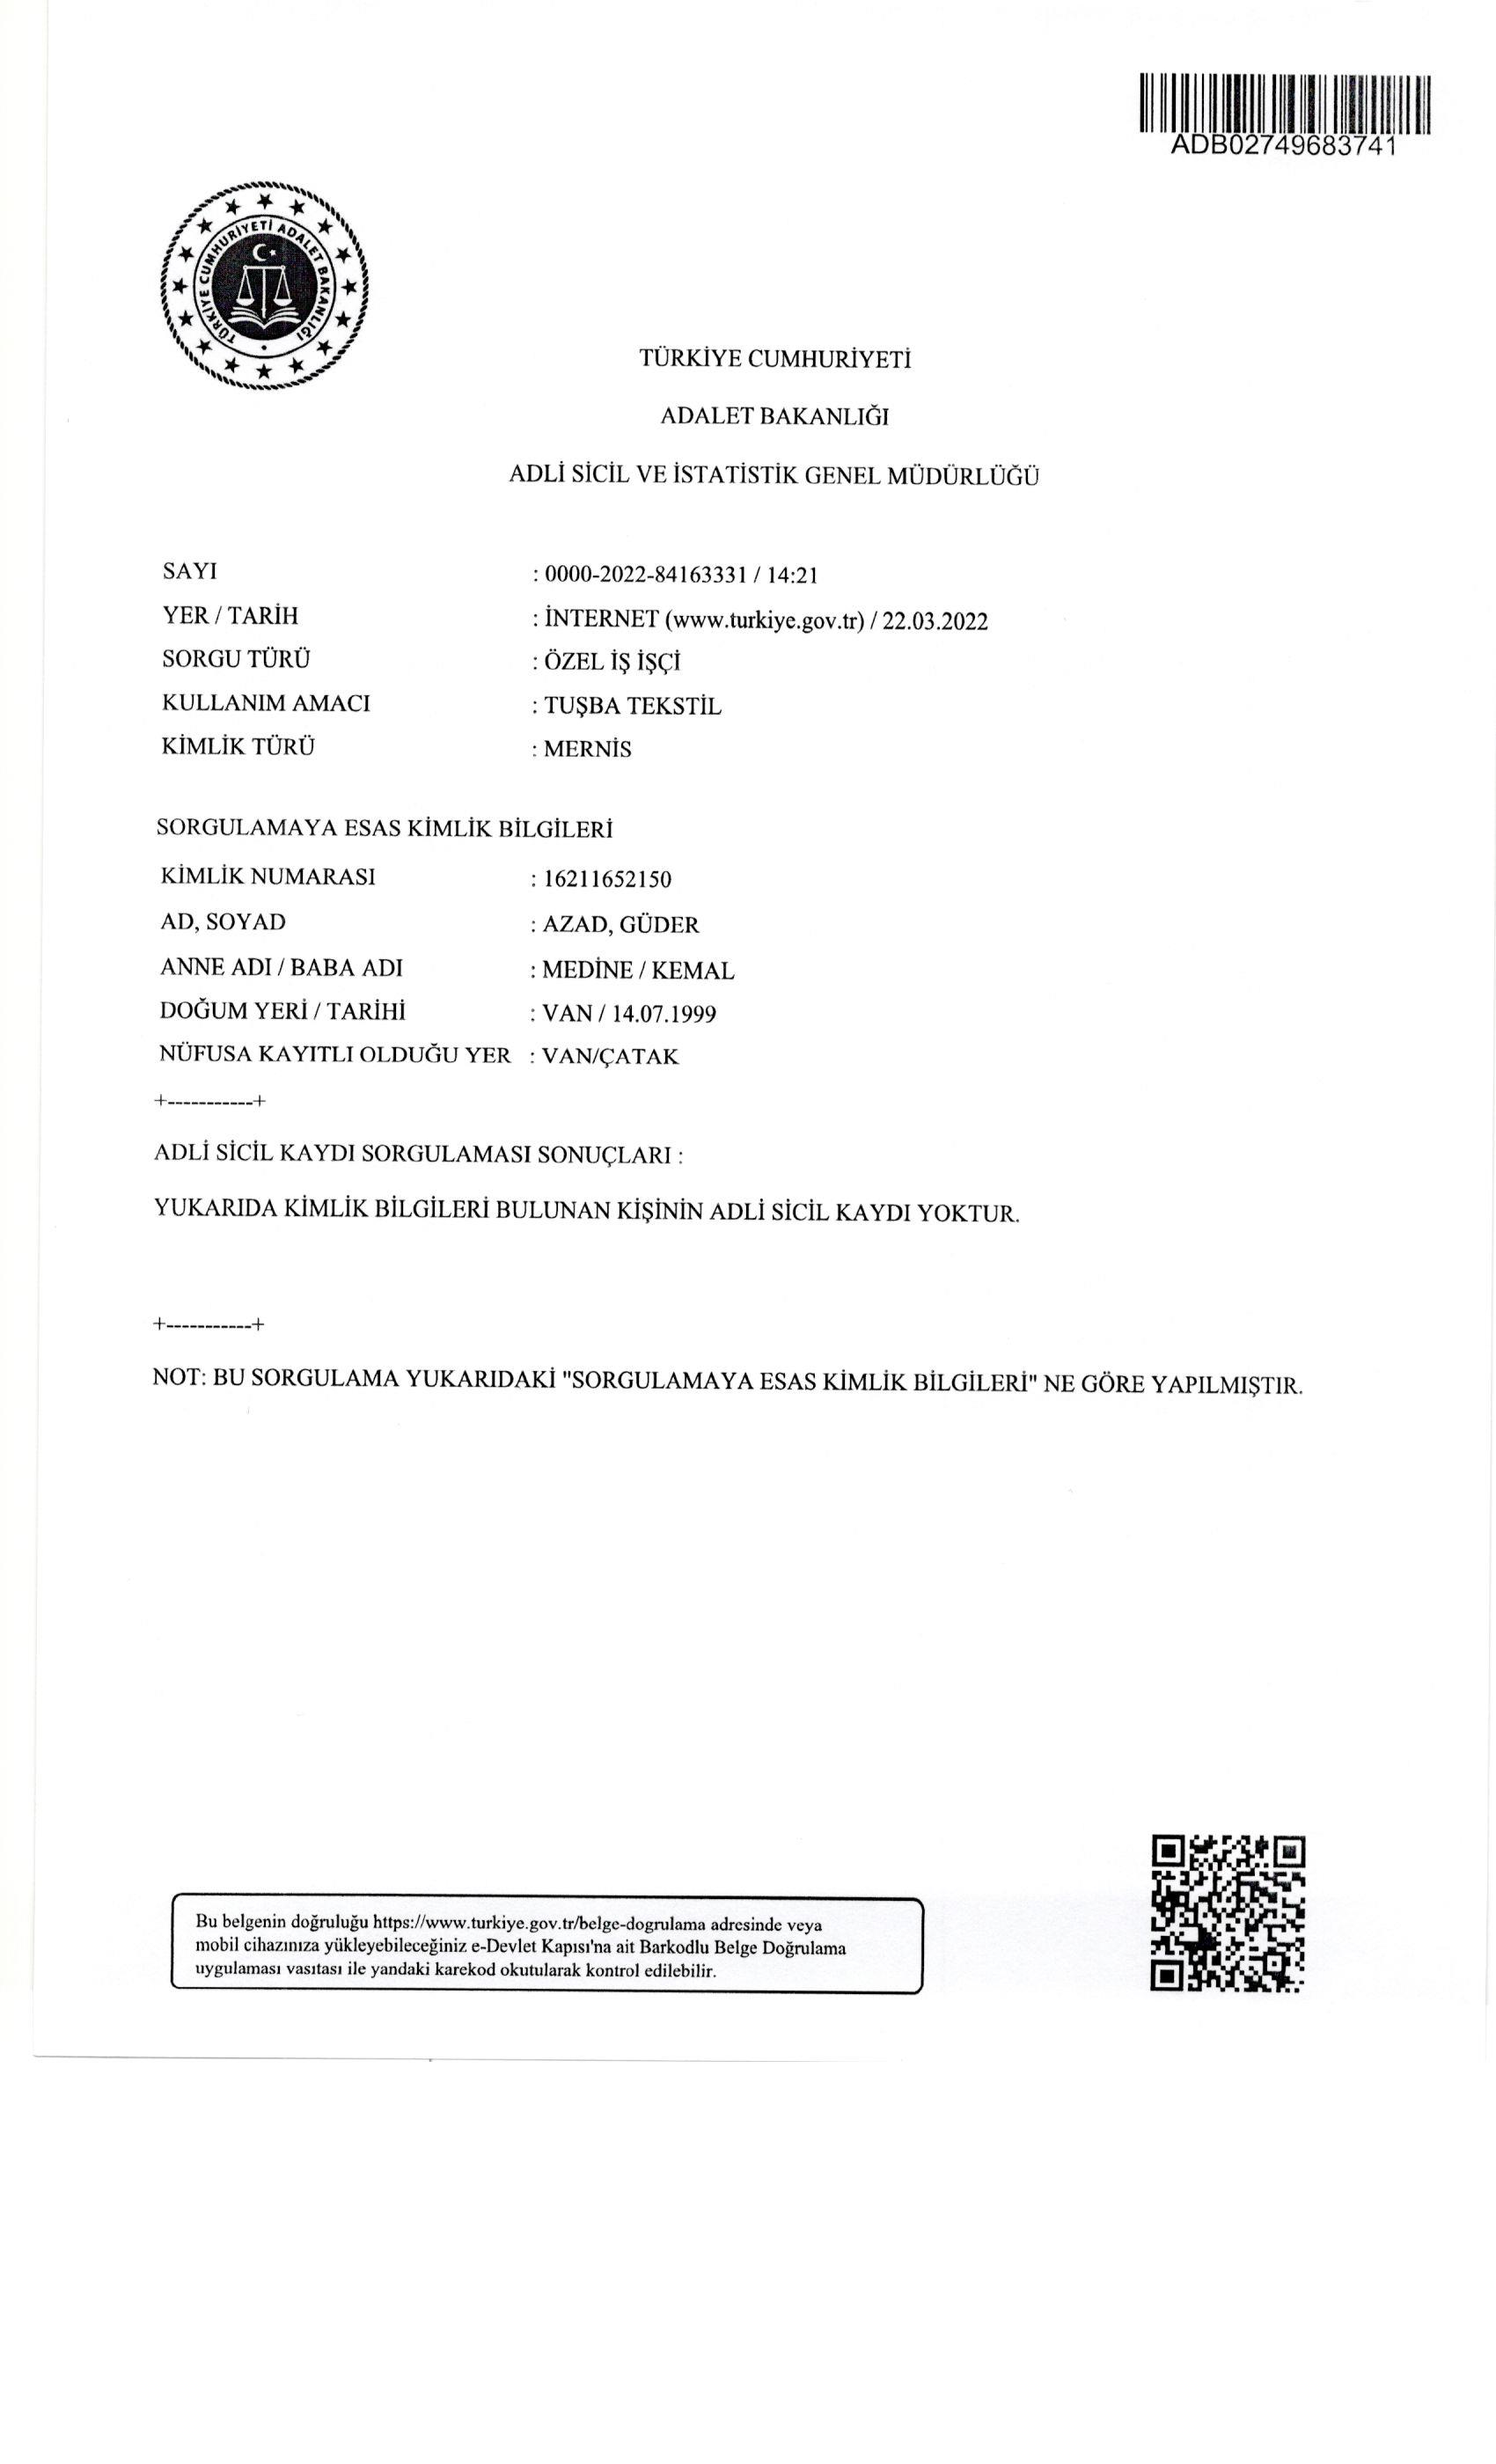 ADB02749683741
TÜRKİYE CUMHURİYETİ ADALET BAKANLIĞI
TÜRKİYE CUMHURİYETİ
ADALET BAKANLIĞI
ADLİ SİCİL VE İSTATİSTİK GENEL MÜDÜRLÜĞÜ
SAYI : 0000-2022-84163331 / 14:21
YER / TARİH : İNTERNET (www.turkiye.gov.tr) / 22.03.2022
SORGU TÜRÜ : ÖZEL İŞ İŞÇİ
KULLANIM AMACI : TUŞBA TEKSTİL
KİMLİK TÜRÜ : MERNİS
SORGULAMAYA ESAS KİMLİK BİLGİLERİ
KİMLİK NUMARASI : 16211652150
AD, SOYAD : AZAD, GÜDER
ANNE ADI / BABA ADI : MEDİNE / KEMAL
DOĞUM YERİ / TARİHİ : VAN / 14.07.1999
NÜFUSA KAYITLI OLDUĞU YER : VAN/ÇATAK
+-----------+
ADLİ SİCİL KAYDI SORGULAMASI SONUÇLARI :
YUKARIDA KİMLİK BİLGİLERİ BULUNAN KİŞİNİN ADLİ SİCİL KAYDI YOKTUR.
+-----------+
NOT: BU SORGULAMA YUKARIDAKİ "SORGULAMAYA ESAS KİMLİK BİLGİLERİ" NE GÖRE YAPILMIŞTIR.
Bu belgenin doğruluğu https://www.turkiye.gov.tr/belge-dogrulama adresinde veya
mobil cihazınıza yükleyebileceğiniz e-Devlet Kapısı'na ait Barkodlu Belge Doğrulama
uygulaması vasıtası ile yandaki karekod okutularak kontrol edilebilir.